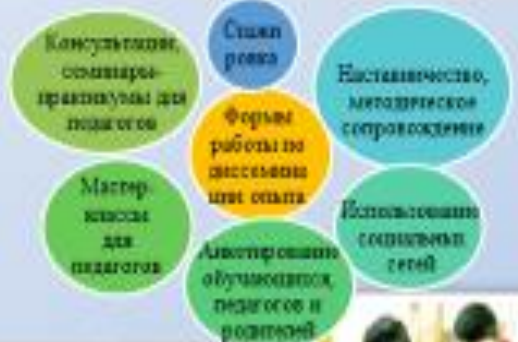 Стажи
ровка
Консультации,
семинары-
практикумы для
педагогов
Наставничество,
методическое
сопровождение
Формы
работы по
диссемина
ции опыта
Мастер-
классы
для
педагогов
Использование
социальных
сетей
Анкетирование
обучающихся,
педагогов и
родителей